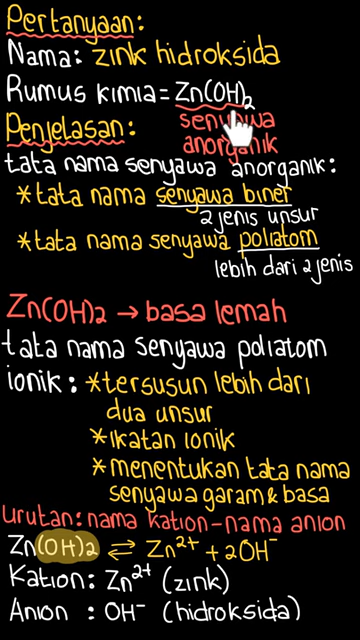 Pertanyaan:
Nama: zink hidroksida
Rumus kimia = Zn(OH)₂
senyawa
anorganik
Penjelasan:
tata nama senyawa anorganik:
*tata nama senyawa biner
2 jenis unsur
*tata nama senyawa poliatom
lebih dari 2 jenis
Zn(OH)₂ → basa lemah
tata nama senyawa poliatom
ionik: *tersusun lebih dari
dua unsur
*ikatan ionik
*menentukan tata nama
senyawa garam & basa
urutan: nama kation-nama anion
Zn(OH)₂ ⇌ Zn²⁺ + 2OH⁻
Kation: Zn²⁺ (zink)
Anion : OH⁻ (hidroksida)